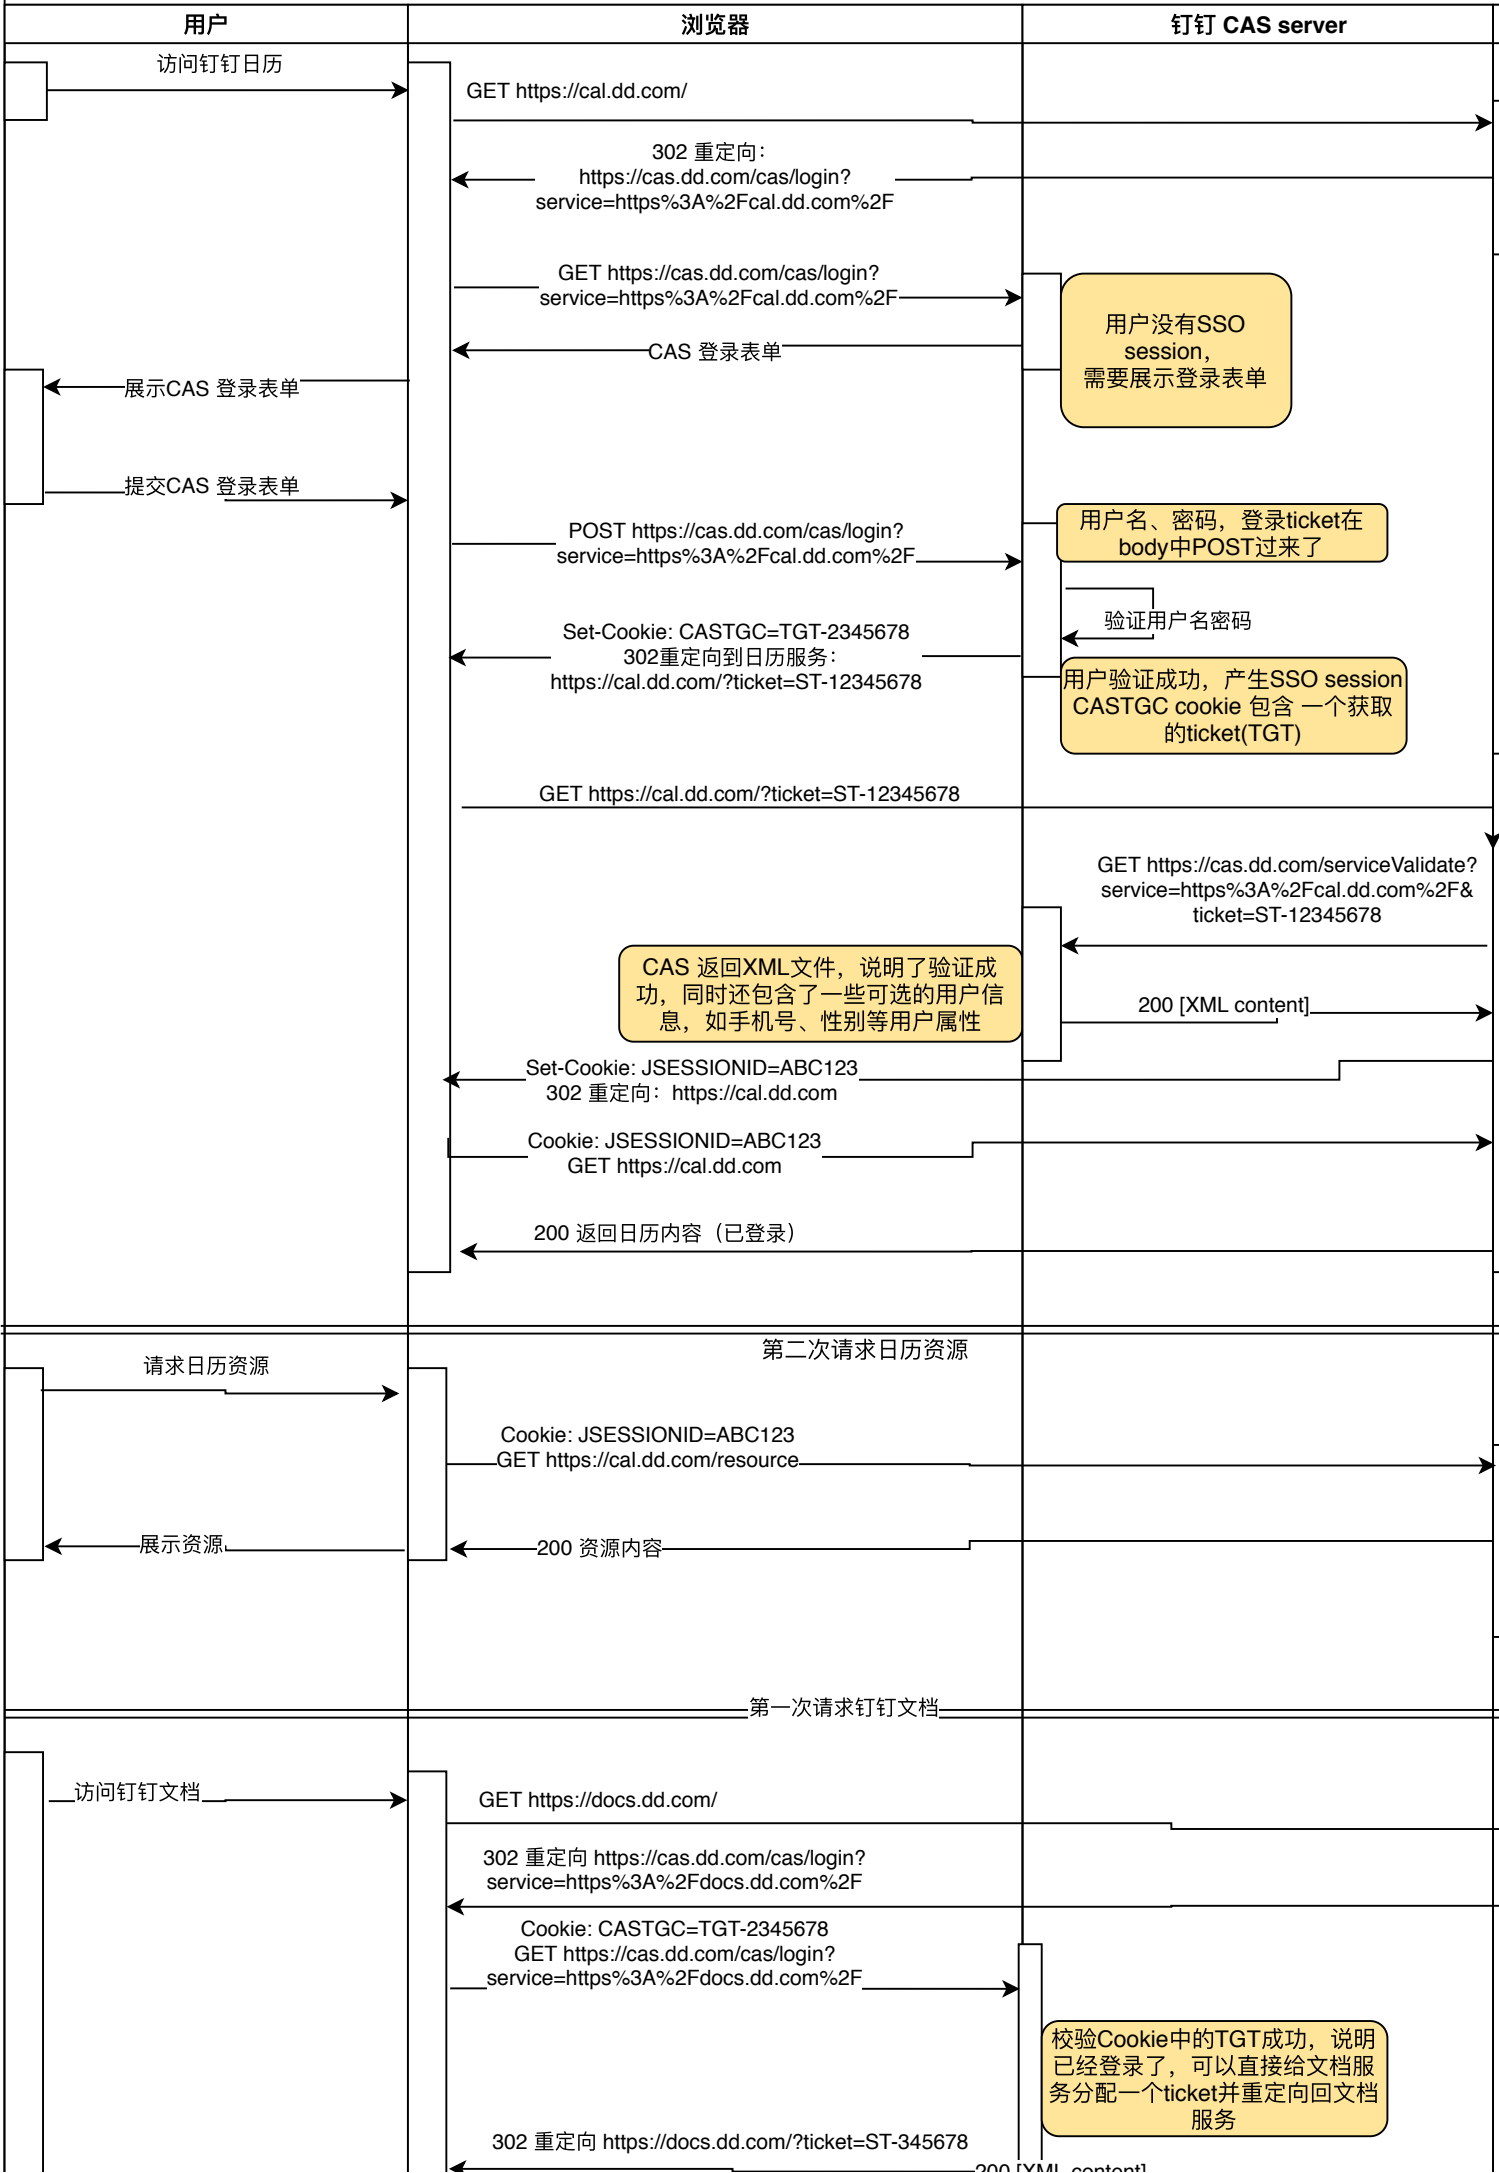 用户
浏览器
钉钉 CAS server
访问钉钉日历
GET https://cal.dd.com/
302 重定向：
https://cas.dd.com/cas/login?
service=https%3A%2Fcal.dd.com%2F
GET https://cas.dd.com/cas/login?
service=https%3A%2Fcal.dd.com%2F
用户没有SSO
session，
需要展示登录表单
CAS 登录表单
展示CAS 登录表单
提交CAS 登录表单
POST https://cas.dd.com/cas/login?
service=https%3A%2Fcal.dd.com%2F
用户名、密码，登录ticket在
body中POST过来了
验证用户名密码
Set-Cookie: CASTGC=TGT-2345678
302重定向到日历服务：
https://cal.dd.com/?ticket=ST-12345678
用户验证成功，产生SSO session
CASTGC cookie 包含 一个获取
的ticket(TGT)
GET https://cal.dd.com/?ticket=ST-12345678
GET https://cas.dd.com/serviceValidate?
service=https%3A%2Fcal.dd.com%2F&
ticket=ST-12345678
CAS 返回XML文件，说明了验证成
功，同时还包含了一些可选的用户信
息，如手机号、性别等用户属性
200 [XML content]
Set-Cookie: JSESSIONID=ABC123
302 重定向：https://cal.dd.com
Cookie: JSESSIONID=ABC123
GET https://cal.dd.com
200 返回日历内容（已登录）
第二次请求日历资源
请求日历资源
Cookie: JSESSIONID=ABC123
GET https://cal.dd.com/resource
展示资源
200 资源内容
第一次请求钉钉文档
访问钉钉文档
GET https://docs.dd.com/
302 重定向 https://cas.dd.com/cas/login?
service=https%3A%2Fdocs.dd.com%2F
Cookie: CASTGC=TGT-2345678
GET https://cas.dd.com/cas/login?
service=https%3A%2Fdocs.dd.com%2F
校验Cookie中的TGT成功，说明
已经登录了，可以直接给文档服
务分配一个ticket并重定向回文档
服务
302 重定向 https://docs.dd.com/?ticket=ST-345678
200 [XML content]